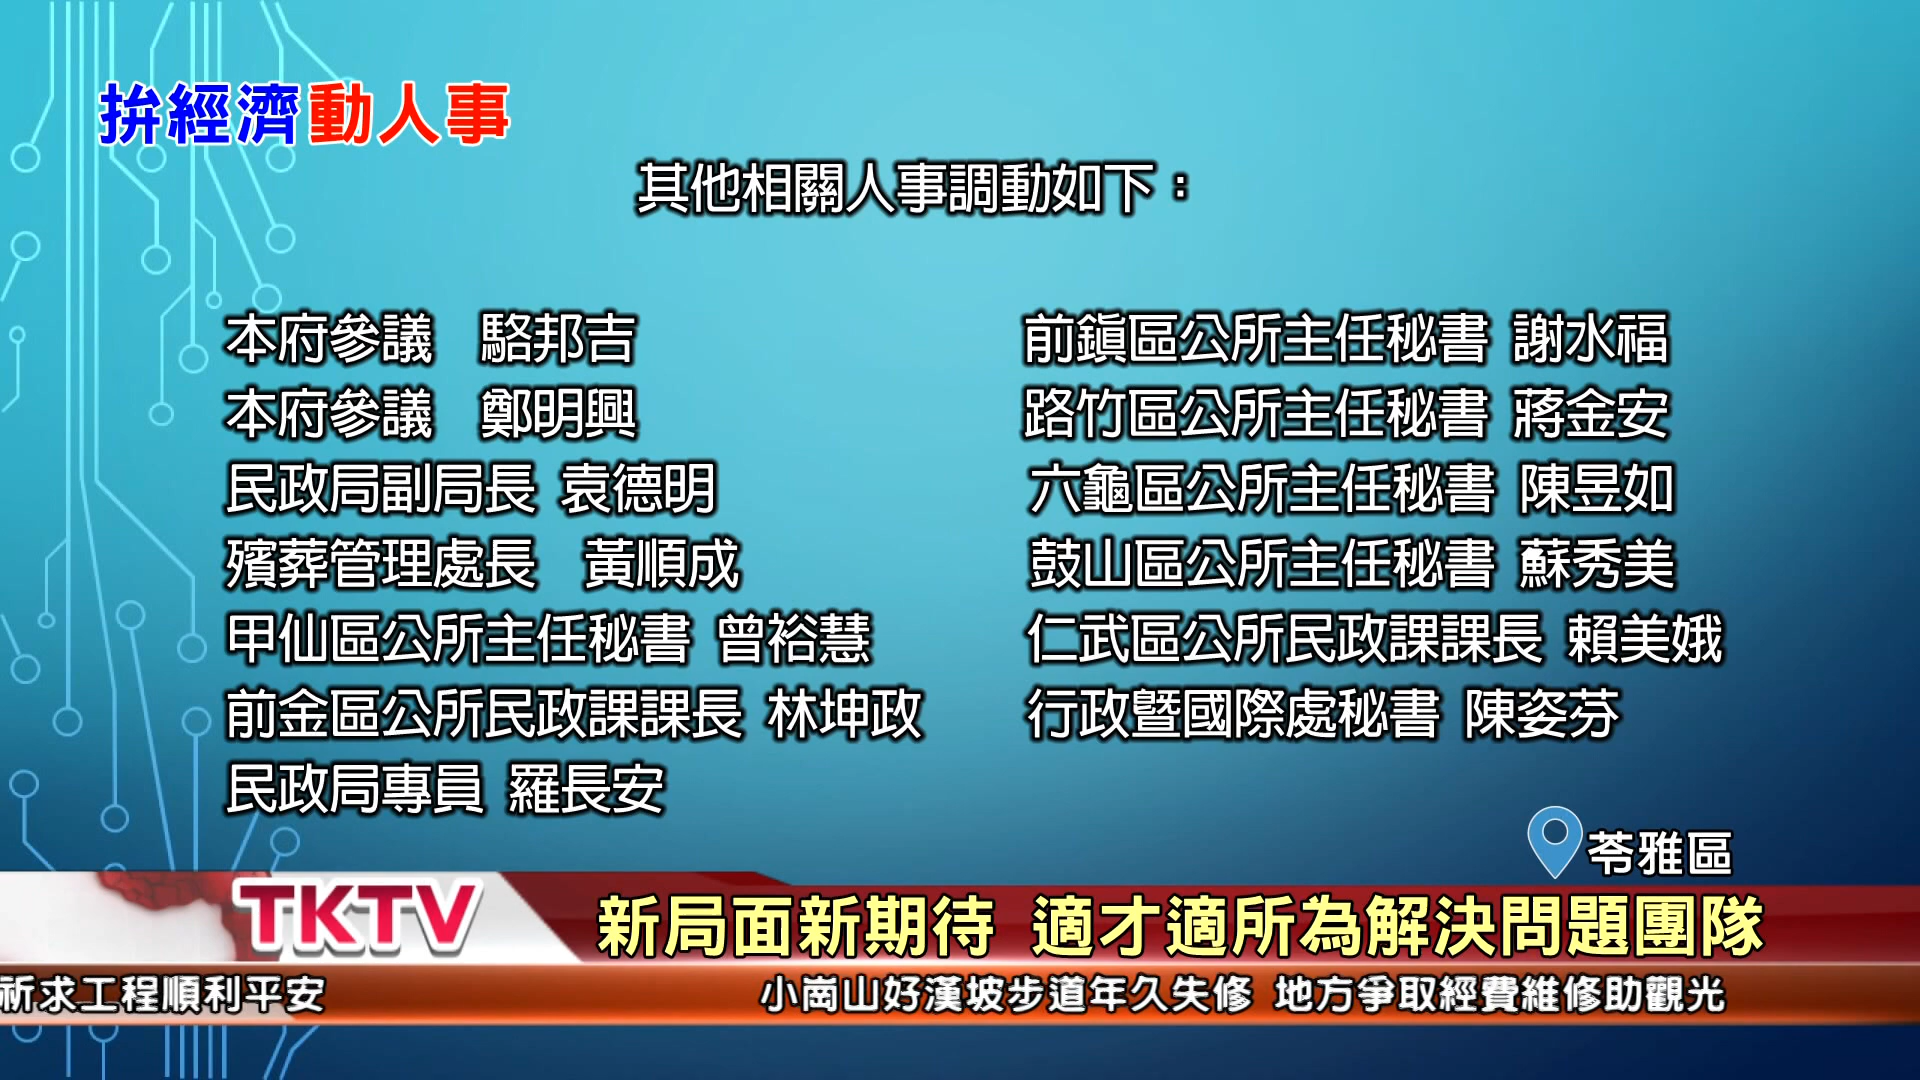 拚經濟動人事
其他相關人事調動如下：
本府參議 駱邦吉
本府參議 鄭明興
民政局副局長 袁德明
殯葬管理處長 黃順成
甲仙區公所主任秘書 曾裕慧
前金區公所民政課課長 林坤政
民政局專員 羅長安
前鎮區公所主任秘書 謝水福
路竹區公所主任秘書 蔣金安
六龜區公所主任秘書 陳昱如
鼓山區公所主任秘書 蘇秀美
仁武區公所民政課課長 賴美娥
行政暨國際處秘書 陳姿芬
苓雅區
TKTV
新局面新期待 適才適所為解決問題團隊
祈求工程順利平安 小崗山好漢坡步道年久失修 地方爭取經費維修助觀光